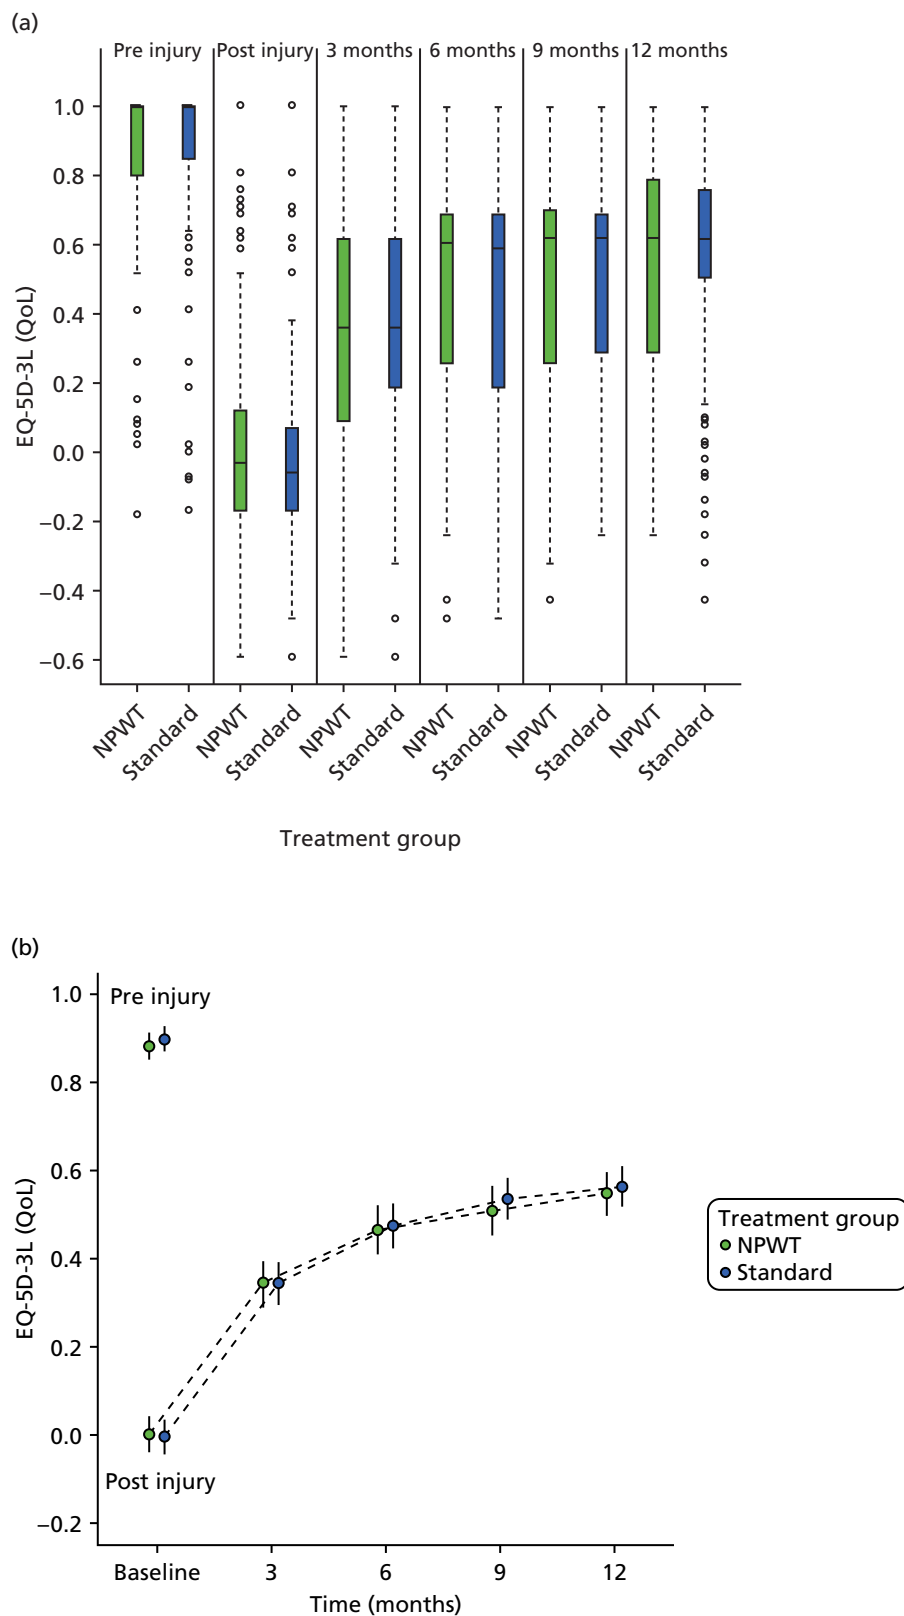 (a)
Pre injury Post injury 3 months 6 months 9 months 12 months
1.0
0.8
0.6
0.4
0.2
0.0
−0.2
−0.4
−0.6
EQ-5D-3L (QoL)
NPWT Standard NPWT Standard NPWT Standard NPWT Standard NPWT Standard NPWT Standard
Treatment group
(b)
1.0
0.8
0.6
0.4
0.2
0.0
−0.2
EQ-5D-3L (QoL)
Pre injury
Post injury
Treatment group
NPWT
Standard
Baseline 3 6 9 12
Time (months)